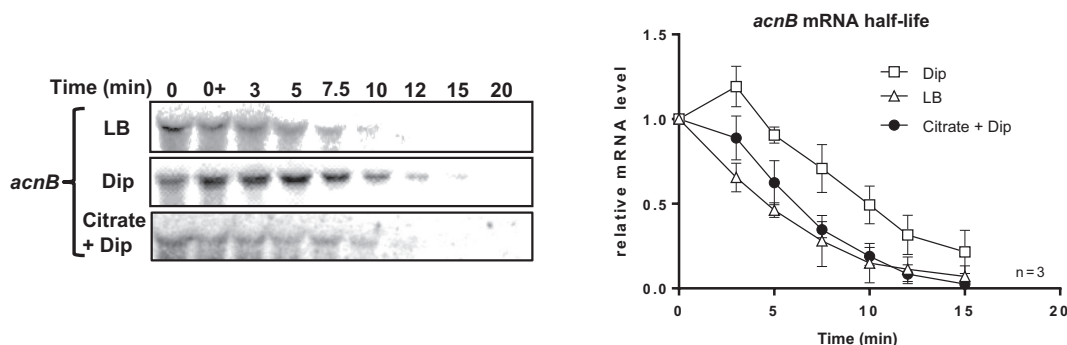 Time (min) 0 0+ 3 5 7.5 10 12 15 20
acnB
LB
Dip
Citrate
+ Dip
acnB mRNA half-life
relative mRNA level
1.5
1.0
0.5
0.0
Dip
LB
Citrate + Dip
n=3
0 5 10 15 20
Time (min)